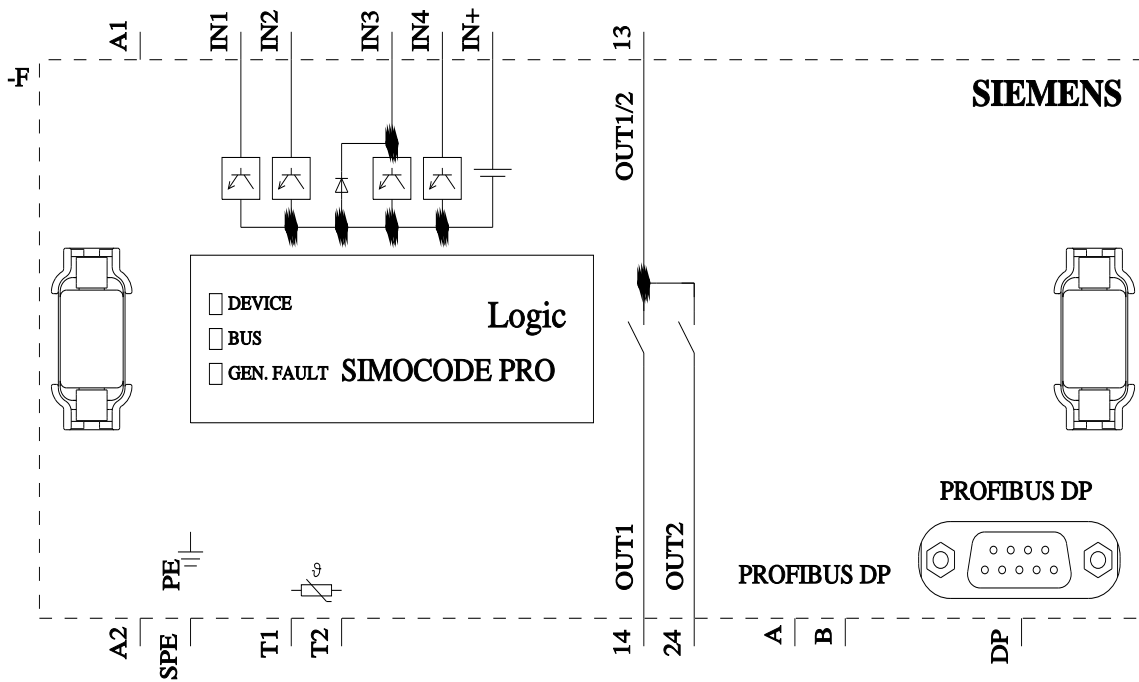 A1
IN1
IN2
IN3
IN4
IN+
13
-F
SIEMENS
OUT1/2
DEVICE
BUS
GEN. FAULT
Logic
SIMOCODE PRO
PROFIBUS DP
PE
ϑ
OUT1
OUT2
PROFIBUS DP
A2
SPE
T1
T2
14
24
A
B
DP